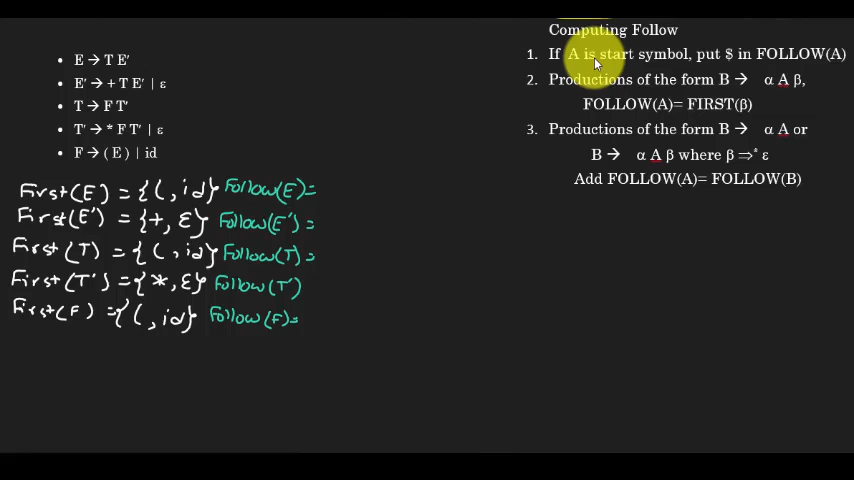 • E → T E′
• E′ → + T E′ | ε
• T → F T′
• T′ → * F T′ | ε
• F → ( E ) | id
First(E) = {(, id} Follow(E)=
First(E') = {+, ε} Follow(E') =
First(T) = {(, id} Follow(T)=
First(T') = {*, ε} Follow(T')
First(F) = {(, id} Follow(F)=
Computing Follow
1. If A is start symbol, put $ in FOLLOW(A)
2. Productions of the form B → α A β,
FOLLOW(A)= FIRST(β)
3. Productions of the form B → α A or
B → α A β where β ⇒* ε
Add FOLLOW(A)= FOLLOW(B)